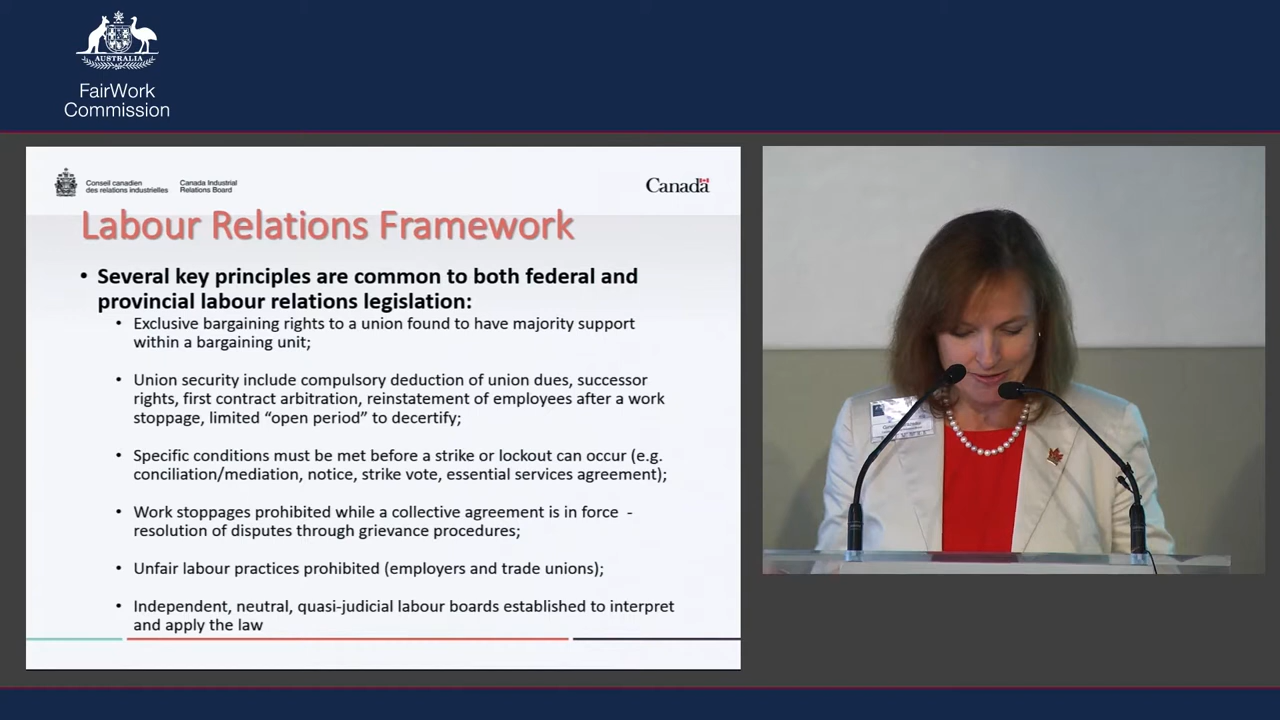 AUSTRALIA
FairWork
Commission
Conseil canadien
des relations industrielles
Canada Industrial
Relations Board
Canada
Labour Relations Framework
• Several key principles are common to both federal and
provincial labour relations legislation:
• Exclusive bargaining rights to a union found to have majority support
within a bargaining unit;
• Union security include compulsory deduction of union dues, successor
rights, first contract arbitration, reinstatement of employees after a work
stoppage, limited “open period” to decertify;
• Specific conditions must be met before a strike or lockout can occur (e.g.
conciliation/mediation, notice, strike vote, essential services agreement);
• Work stoppages prohibited while a collective agreement is in force -
resolution of disputes through grievance procedures;
• Unfair labour practices prohibited (employers and trade unions);
• Independent, neutral, quasi-judicial labour boards established to interpret
and apply the law